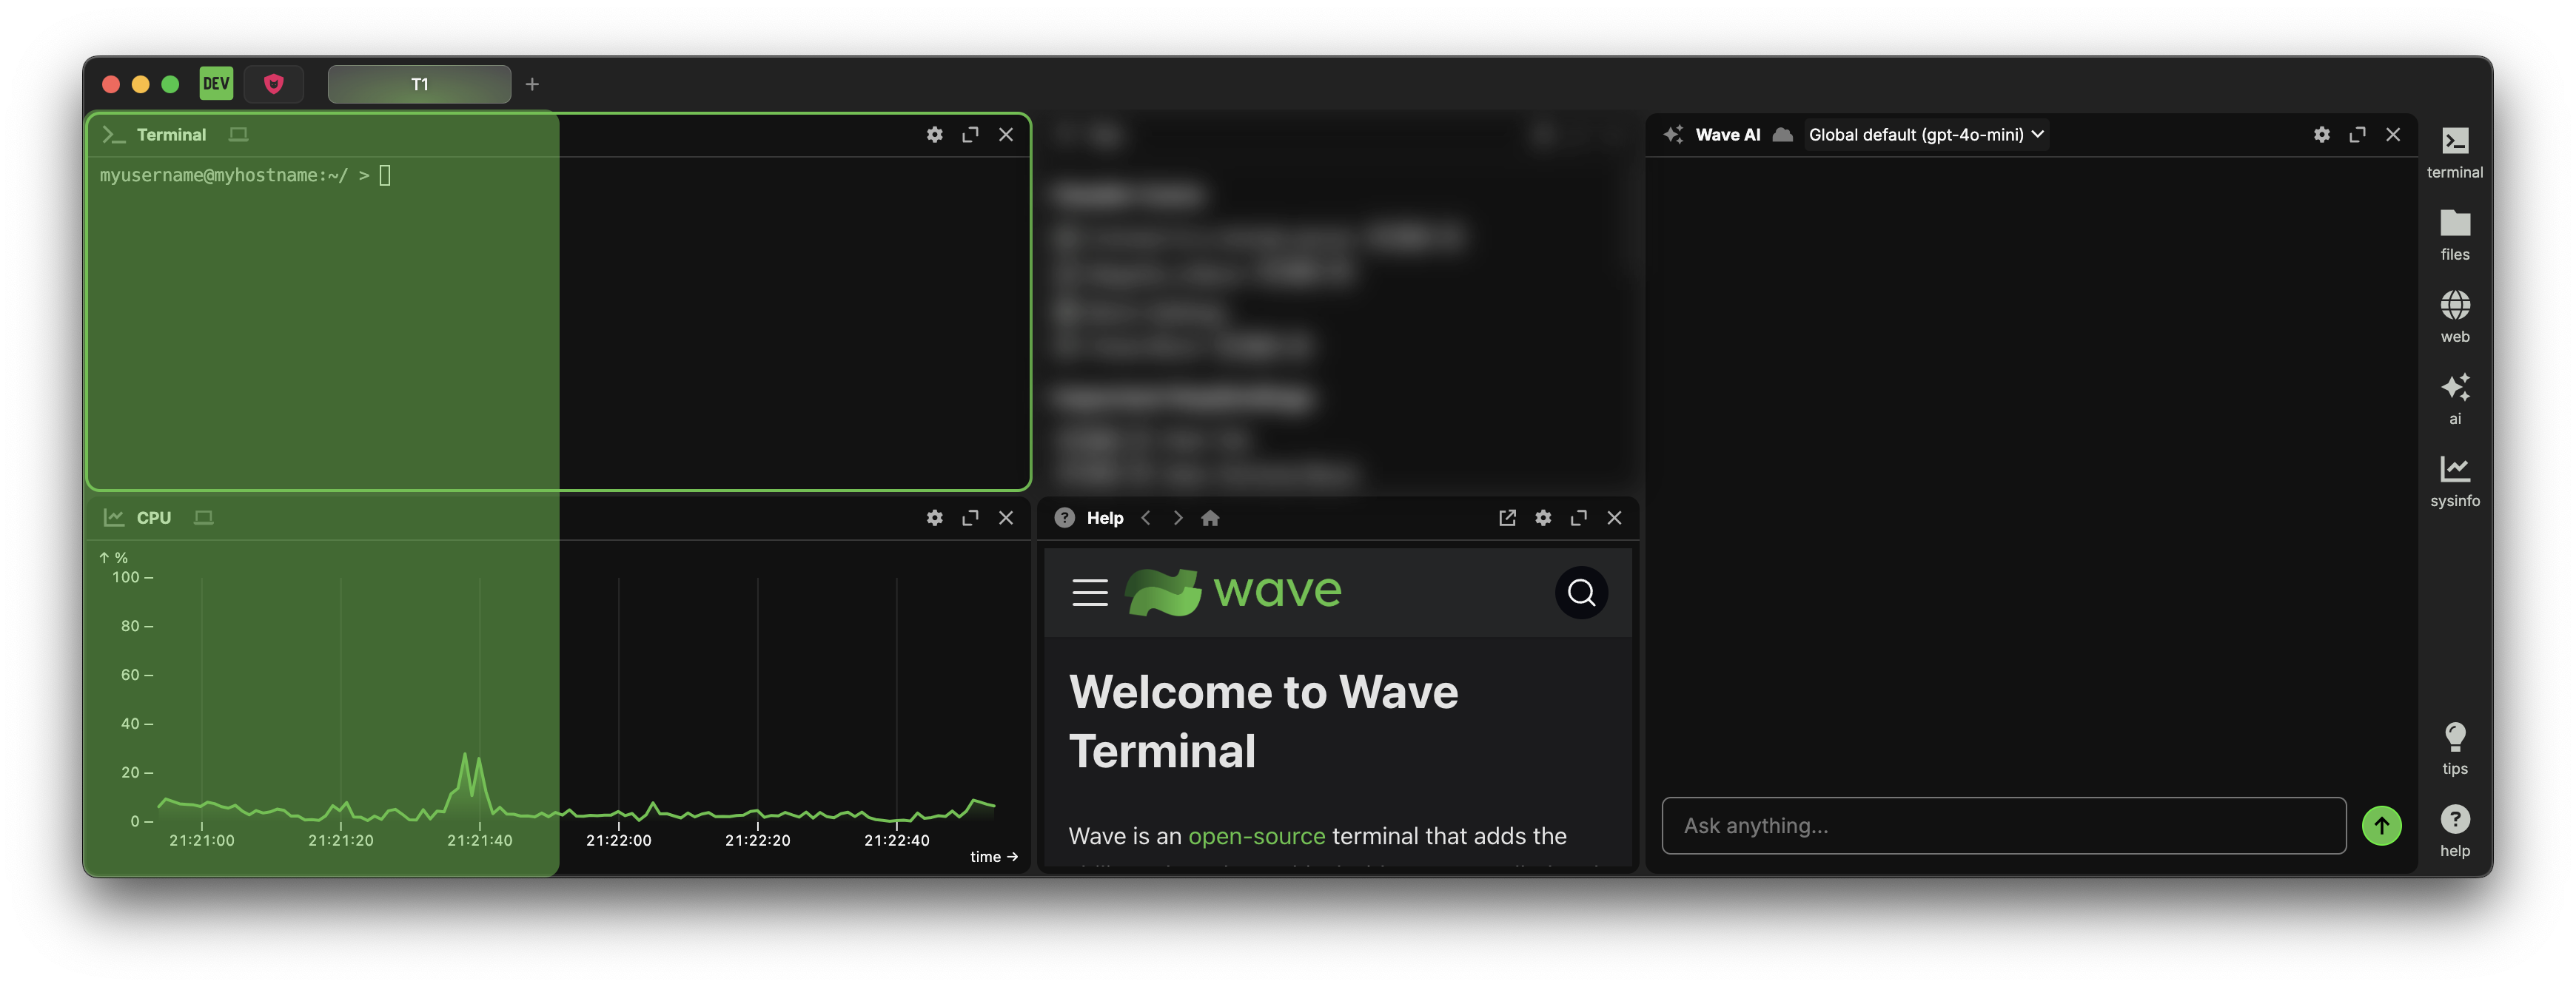 DEV
T1
Terminal
myusername@myhostname:~/ >
CPU
↑ %
100
80
60
40
20
0
21:21:00 21:21:20 21:21:40 21:22:00 21:22:20 21:22:40
time →
Help
wave
Welcome to Wave
Terminal
Wave is an open-source terminal that adds the
Wave AI Global default (gpt-4o-mini)
Ask anything...
terminal
files
web
ai
sysinfo
tips
help